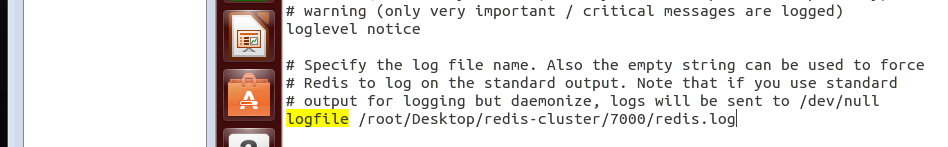 # warning (only very important / critical messages are logged)
loglevel notice
# Specify the log file name. Also the empty string can be used to force
# Redis to log on the standard output. Note that if you use standard
# output for logging but daemonize, logs will be sent to /dev/null
logfile /root/Desktop/redis-cluster/7000/redis.log